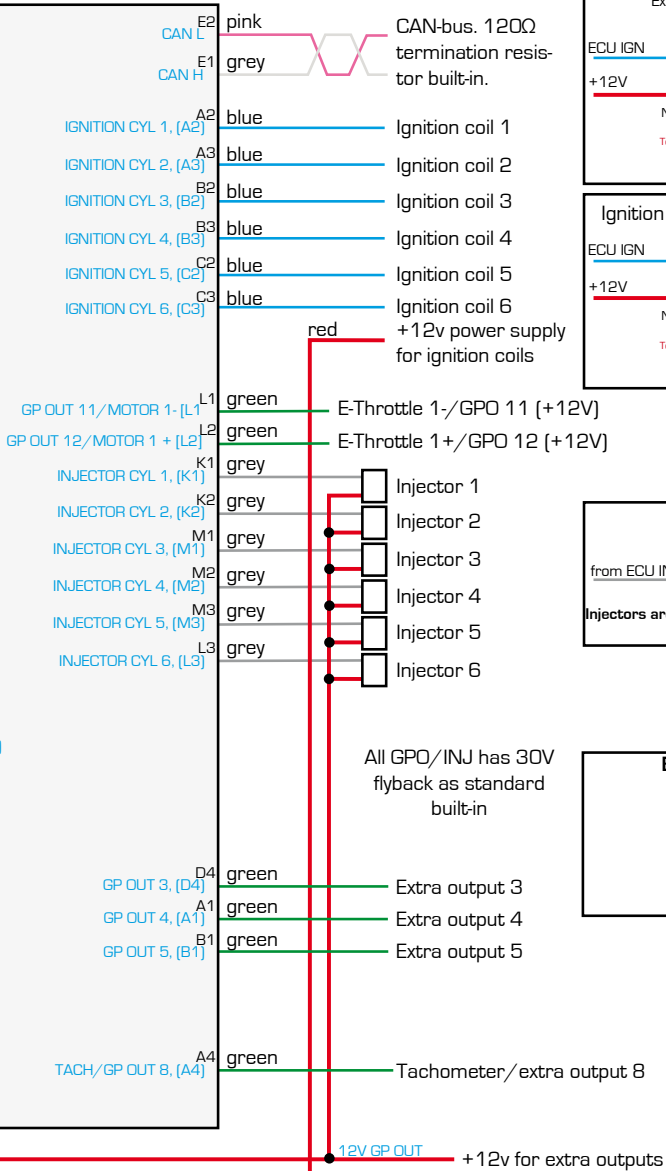 Ex
E2 pink
CAN L
CAN-bus. 120Ω
termination resis-
tor built-in.
E1 grey
CAN H
ECU IGN
+12V
N
T
A2 blue
IGNITION CYL 1, (A2)
Ignition coil 1
A3 blue
IGNITION CYL 2, (A3)
Ignition coil 2
B2 blue
IGNITION CYL 3, (B2)
Ignition coil 3
B3 blue
IGNITION CYL 4, (B3)
Ignition coil 4
C2 blue
IGNITION CYL 5, (C2)
Ignition coil 5
C3 blue
IGNITION CYL 6, (C3)
Ignition coil 6
Ignition
ECU IGN
+12V
N
T
red
+12v power supply
for ignition coils
L1 green
GP OUT 11/MOTOR 1- (L1
E-Throttle 1-/GPO 11 (+12V)
L2 green
GP OUT 12/MOTOR 1 + (L2)
E-Throttle 1+/GPO 12 (+12V)
K1 grey
INJECTOR CYL 1, (K1)
Injector 1
K2 grey
INJECTOR CYL 2, (K2)
Injector 2
M1 grey
INJECTOR CYL 3, (M1)
Injector 3
M2 grey
INJECTOR CYL 4, (M2)
Injector 4
M3 grey
INJECTOR CYL 5, (M3)
Injector 5
L3 grey
INJECTOR CYL 6, (L3)
Injector 6
from ECU IN
Injectors ar
)
All GPO/INJ has 30V
flyback as standard
built-in
E
D4 green
GP OUT 3, (D4)
Extra output 3
A1 green
GP OUT 4, (A1)
Extra output 4
B1 green
GP OUT 5, (B1)
Extra output 5
A4 green
TACH/GP OUT 8, (A4)
Tachometer/extra output 8
12V GP OUT
+12v for extra outputs